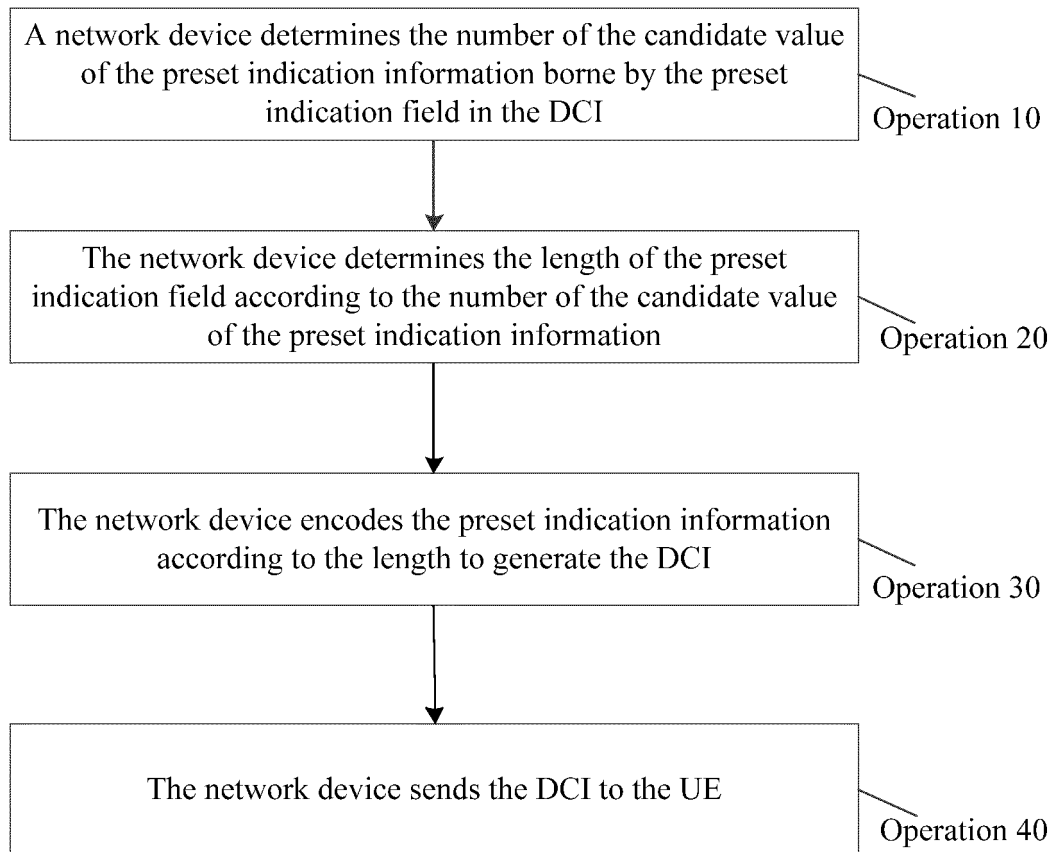 A network device determines the number of the candidate value
of the preset indication information borne by the preset
indication field in the DCI
Operation 10
The network device determines the length of the preset
indication field according to the number of the candidate value
of the preset indication information
Operation 20
The network device encodes the preset indication information
according to the length to generate the DCI
Operation 30
The network device sends the DCI to the UE
Operation 40